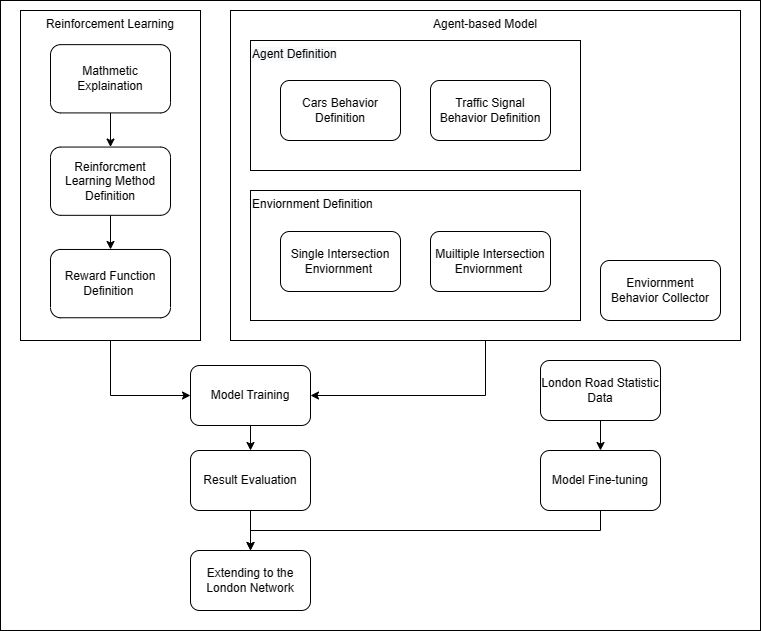 Reinforcement Learning
Mathmetic
Explaination
Reinforcment
Learning Method
Definition
Reward Function
Definition
Agent-based Model
Agent Definition
Cars Behavior
Definition
Traffic Signal
Behavior Definition
Enviornment Definition
Single Intersection
Enviornment
Muiltiple Intersection
Enviornment
Enviornment
Behavior Collector
Model Training
London Road Statistic
Data
Result Evaluation
Model Fine-tuning
Extending to the
London Network